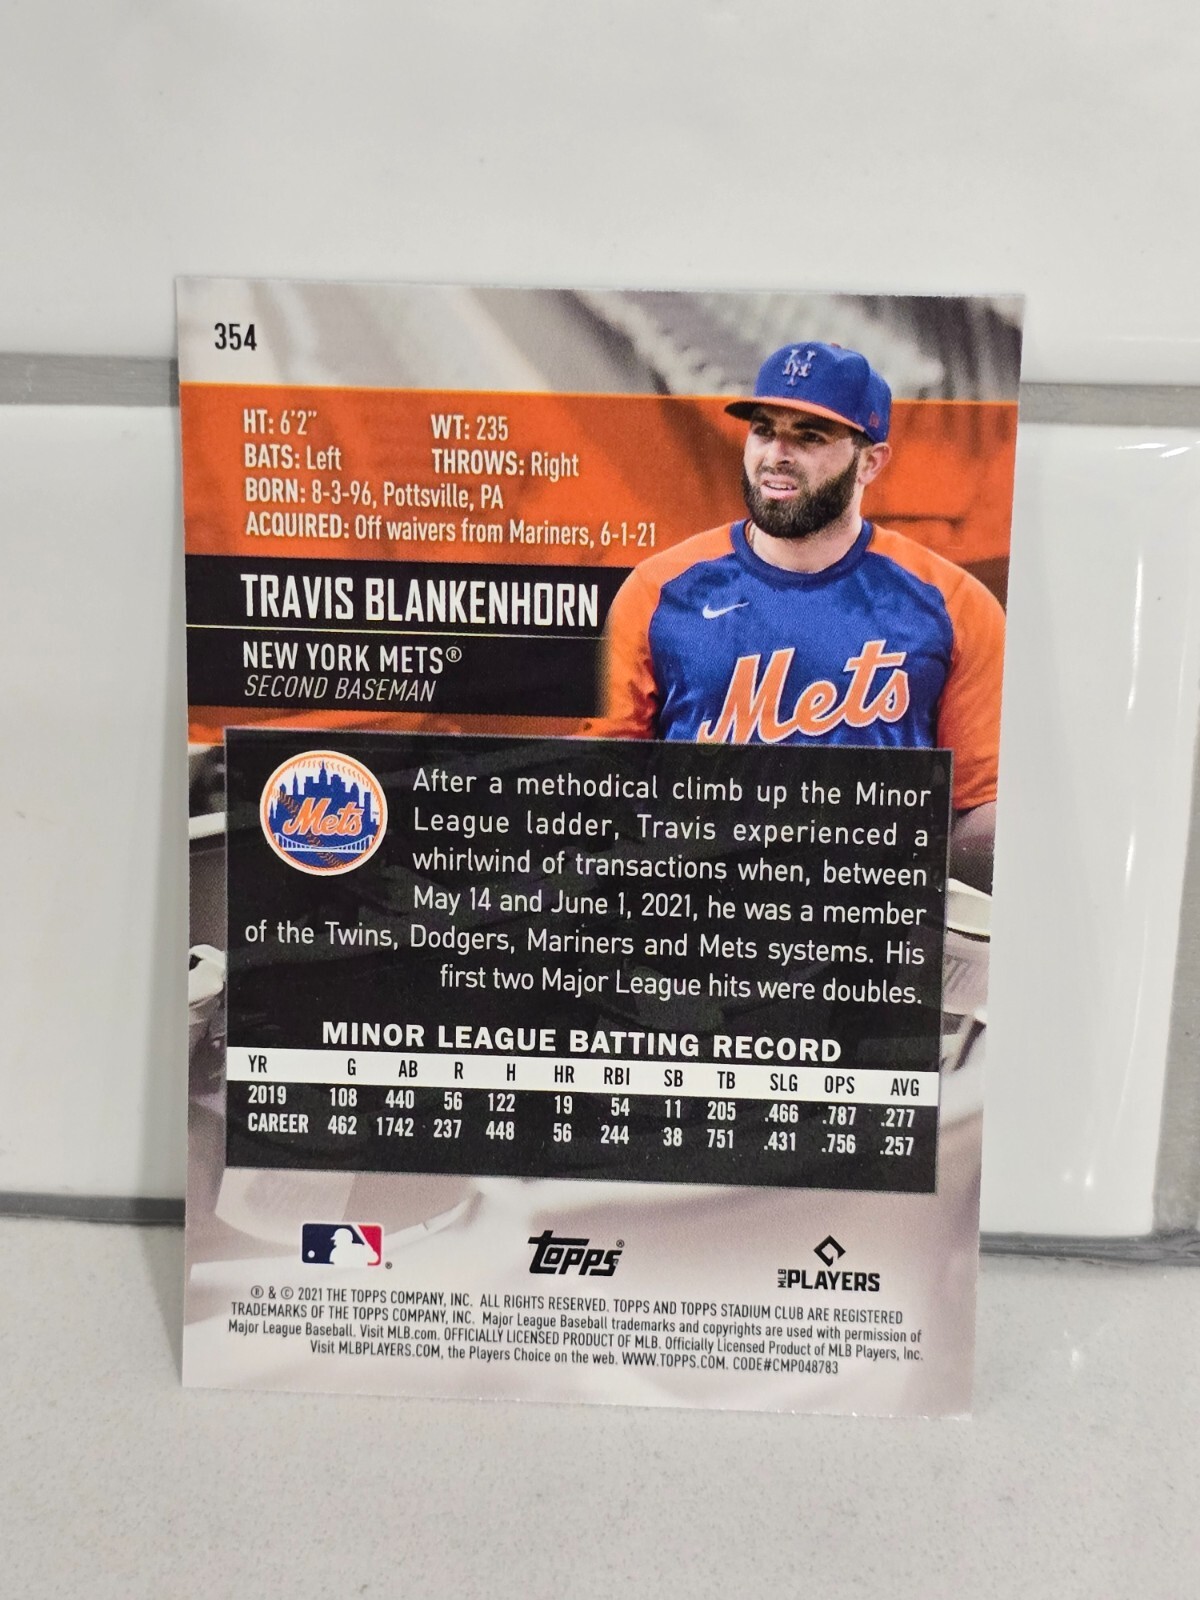 354
HT: 6'2" WT: 235
BATS: Left THROWS: Right
BORN: 8-3-96, Pottsville, PA
ACQUIRED: Off waivers from Mariners, 6-1-21
TRAVIS BLANKENHORN
NEW YORK METS®
SECOND BASEMAN
NY
Mets
Mets
After a methodical climb up the Minor
League ladder, Travis experienced a
whirlwind of transactions when, between
May 14 and June 1, 2021, he was a member
of the Twins, Dodgers, Mariners and Mets systems. His
first two Major League hits were doubles.
MINOR LEAGUE BATTING RECORD
YR G AB R H HR RBI SB TB SLG OPS AVG
2019 108 440 56 122 19 54 11 205 .466 .787 .277
CAREER 462 1742 237 448 56 244 38 751 .431 .756 .257
®
Topps®
MLB PLAYERS
® & © 2021 THE TOPPS COMPANY, INC. ALL RIGHTS RESERVED. TOPPS AND TOPPS STADIUM CLUB ARE REGISTERED
TRADEMARKS OF THE TOPPS COMPANY, INC. Major League Baseball trademarks and copyrights are used with permission of
Major League Baseball. Visit MLB.com. OFFICIALLY LICENSED PRODUCT OF MLB. Officially Licensed Product of MLB Players, Inc.
Visit MLBPLAYERS.COM, the Players Choice on the web. WWW.TOPPS.COM. CODE#CMP048783